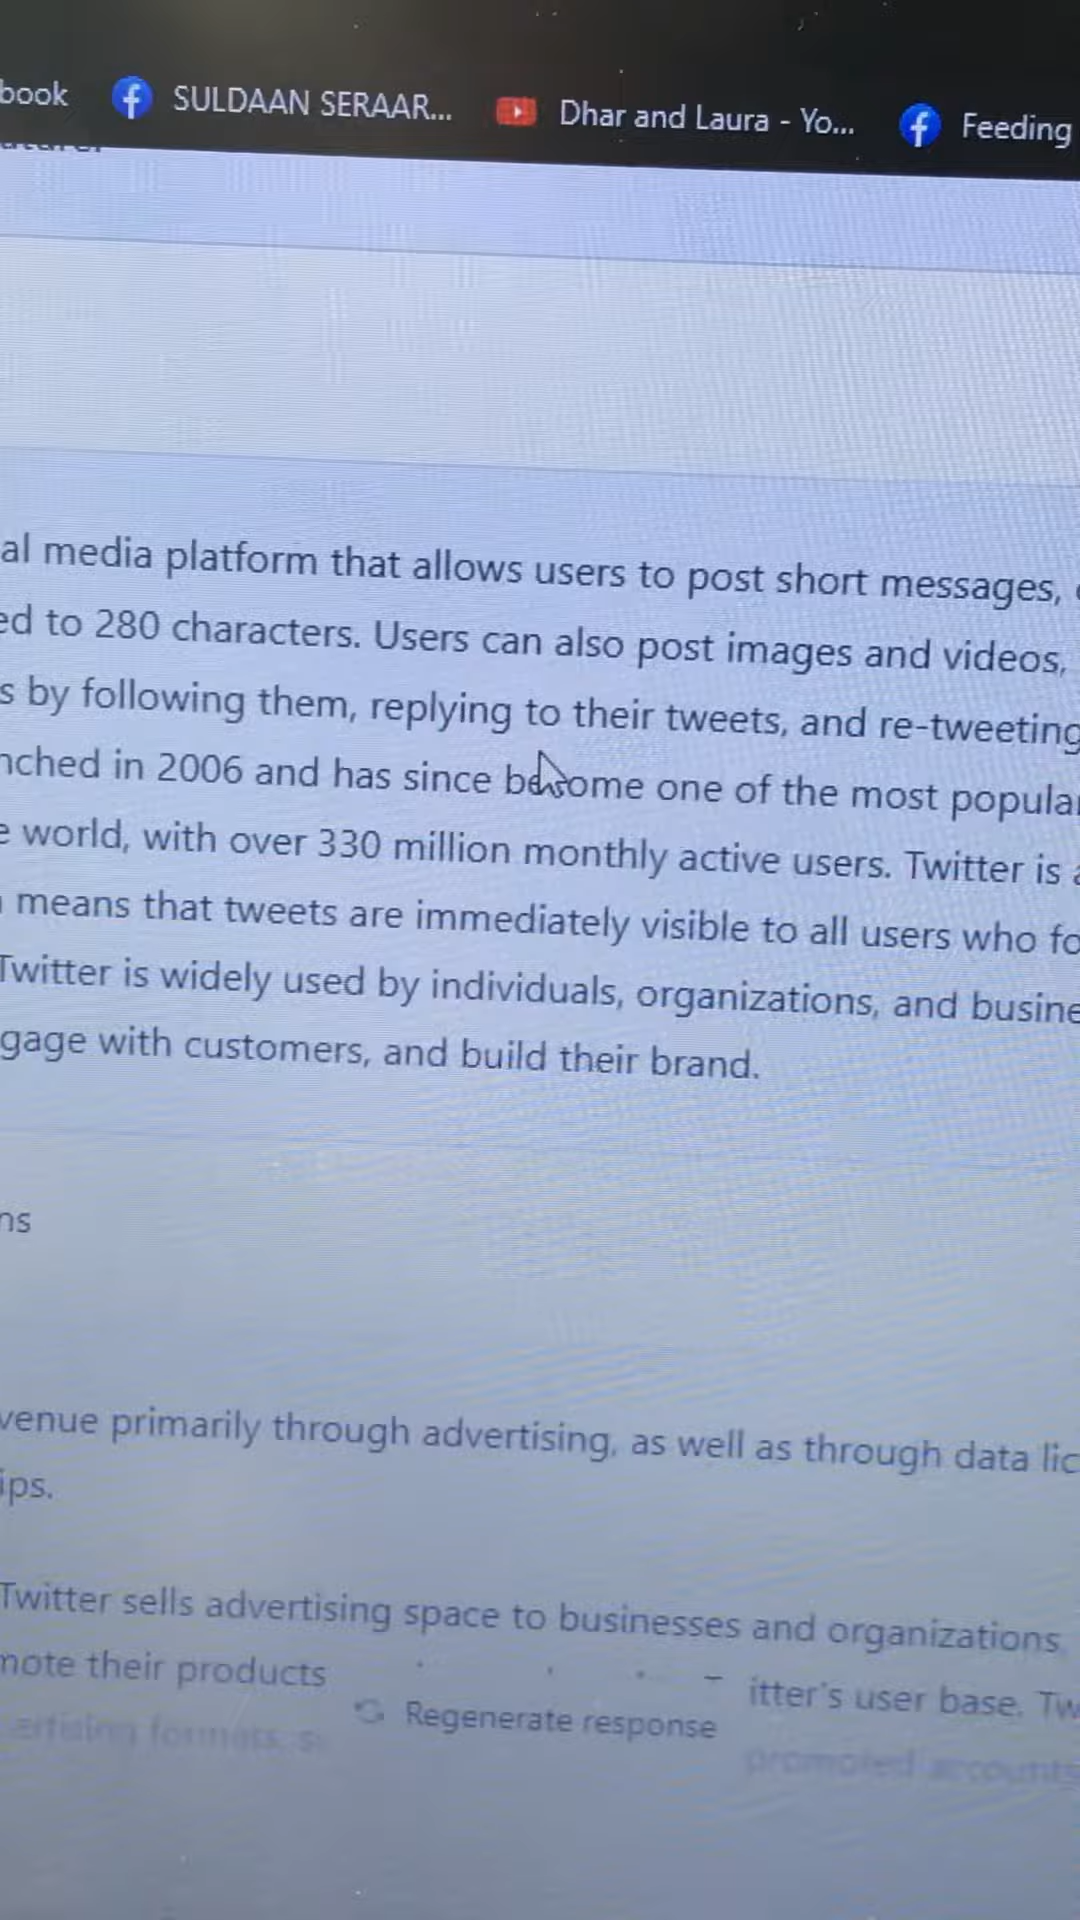 book SULDAAN SERAAR... Dhar and Laura - Yo... Feeding
al media platform that allows users to post short messages,
ed to 280 characters. Users can also post images and videos,
s by following them, replying to their tweets, and re-tweeting
nched in 2006 and has since become one of the most popular
e world, with over 330 million monthly active users. Twitter is a
means that tweets are immediately visible to all users who fo
Twitter is widely used by individuals, organizations, and busine
gage with customers, and build their brand.
ns
venue primarily through advertising, as well as through data lic
ips.
Twitter sells advertising space to businesses and organizations
mote their products itter's user base. Tw
Regenerate response
ertising formats, s promoted accounts